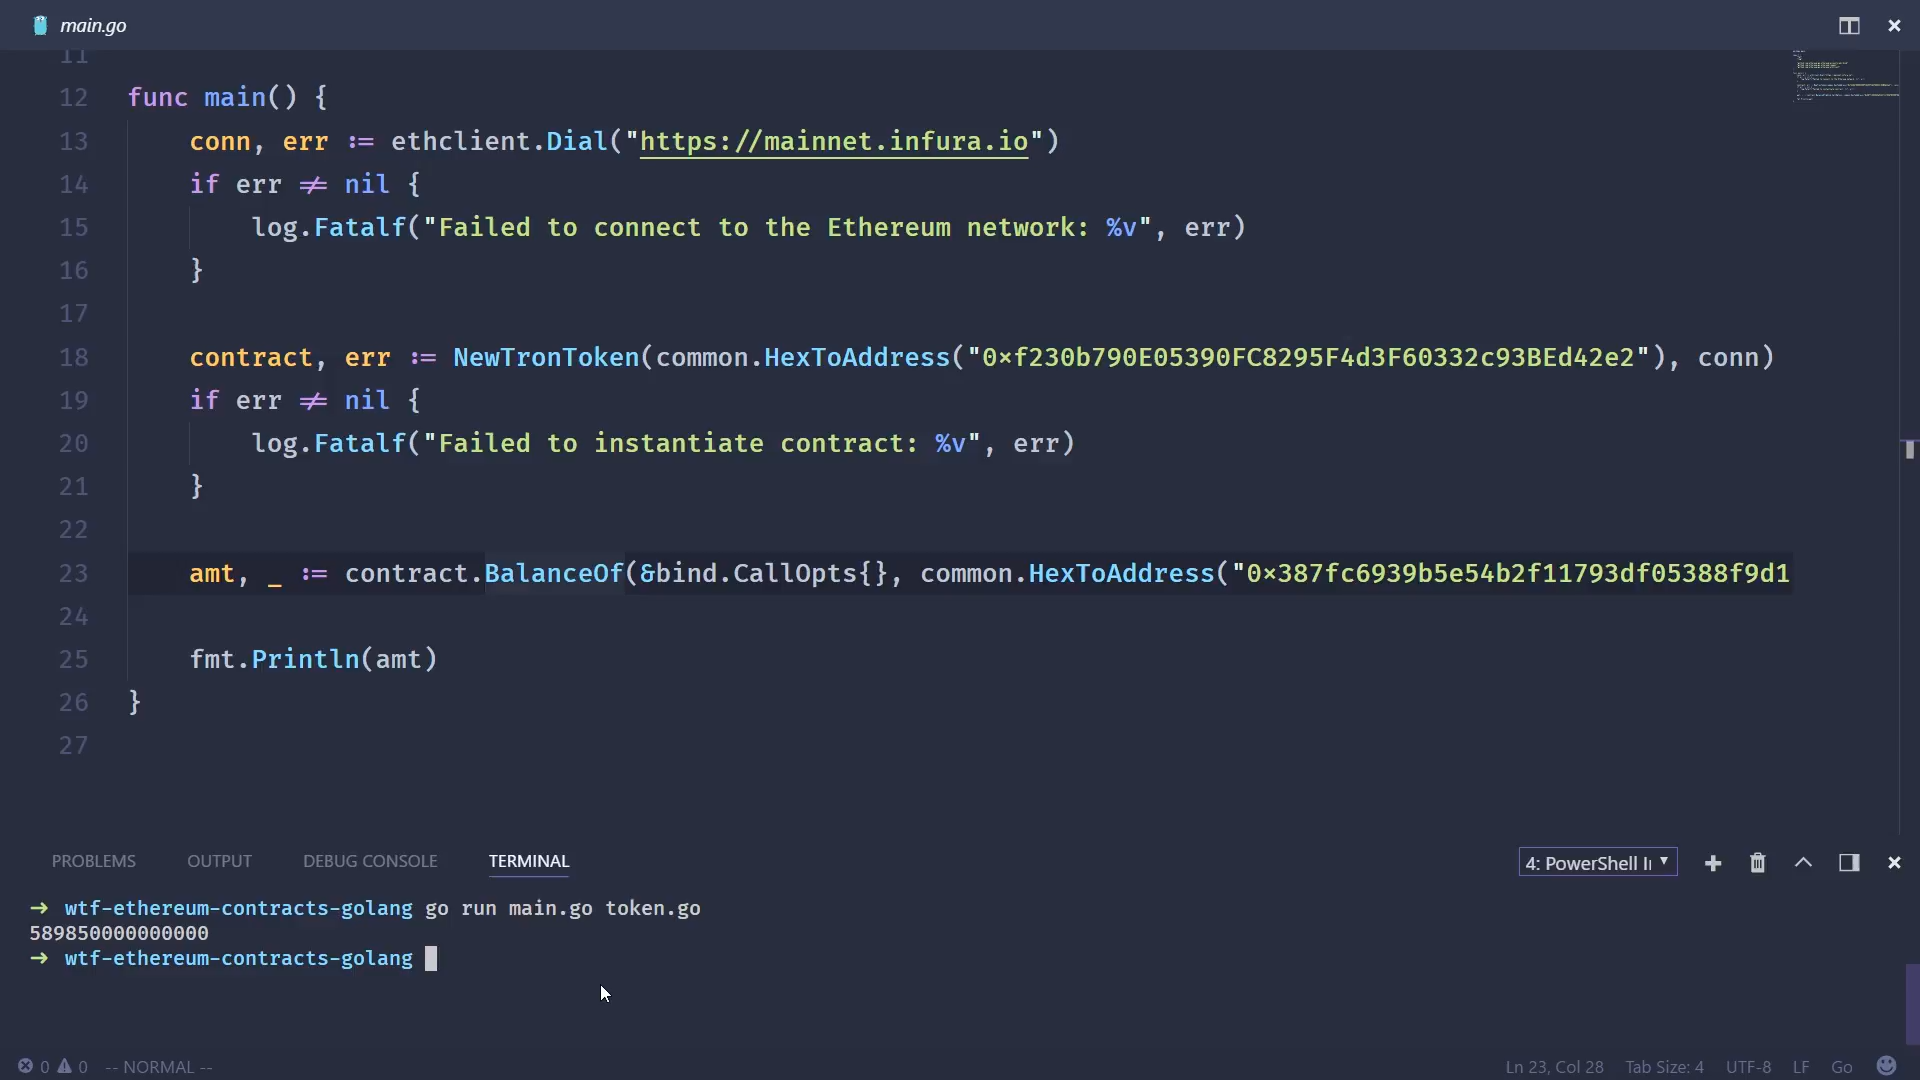 main.go
11
12 func main() {
13 conn, err := ethclient.Dial("https://mainnet.infura.io")
14 if err != nil {
15 log.Fatalf("Failed to connect to the Ethereum network: %v", err)
16 }
17
18 contract, err := NewTronToken(common.HexToAddress("0xf230b790E05390FC8295F4d3F60332c93BEd42e2"), conn)
19 if err != nil {
20 log.Fatalf("Failed to instantiate contract: %v", err)
21 }
22
23 amt, _ := contract.BalanceOf(&bind.CallOpts{}, common.HexToAddress("0x387fc6939b5e54b2f11793df05388f9d1
24
25 fmt.Println(amt)
26 }
27
PROBLEMS OUTPUT DEBUG CONSOLE TERMINAL 4: PowerShell I
→ wtf-ethereum-contracts-golang go run main.go token.go
589850000000000
→ wtf-ethereum-contracts-golang
0 0 -- NORMAL -- Ln 23, Col 28 Tab Size: 4 UTF-8 LF Go